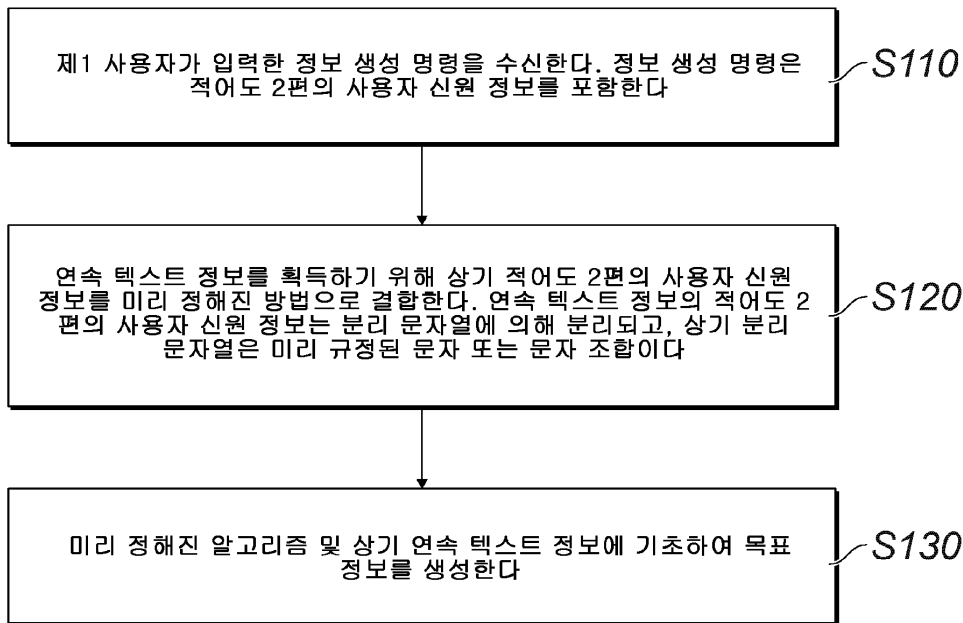 제1 사용자가 입력한 정보 생성 명령을 수신한다. 정보 생성 명령은
적어도 2편의 사용자 신원 정보를 포함한다
S110
연속 텍스트 정보를 획득하기 위해 상기 적어도 2편의 사용자 신원
정보를 미리 정해진 방법으로 결합한다. 연속 텍스트 정보의 적어도 2
편의 사용자 신원 정보는 분리 문자열에 의해 분리되고, 상기 분리
문자열은 미리 규정된 문자 또는 문자 조합이다
S120
미리 정해진 알고리즘 및 상기 연속 텍스트 정보에 기초하여 목표
정보를 생성한다
S130